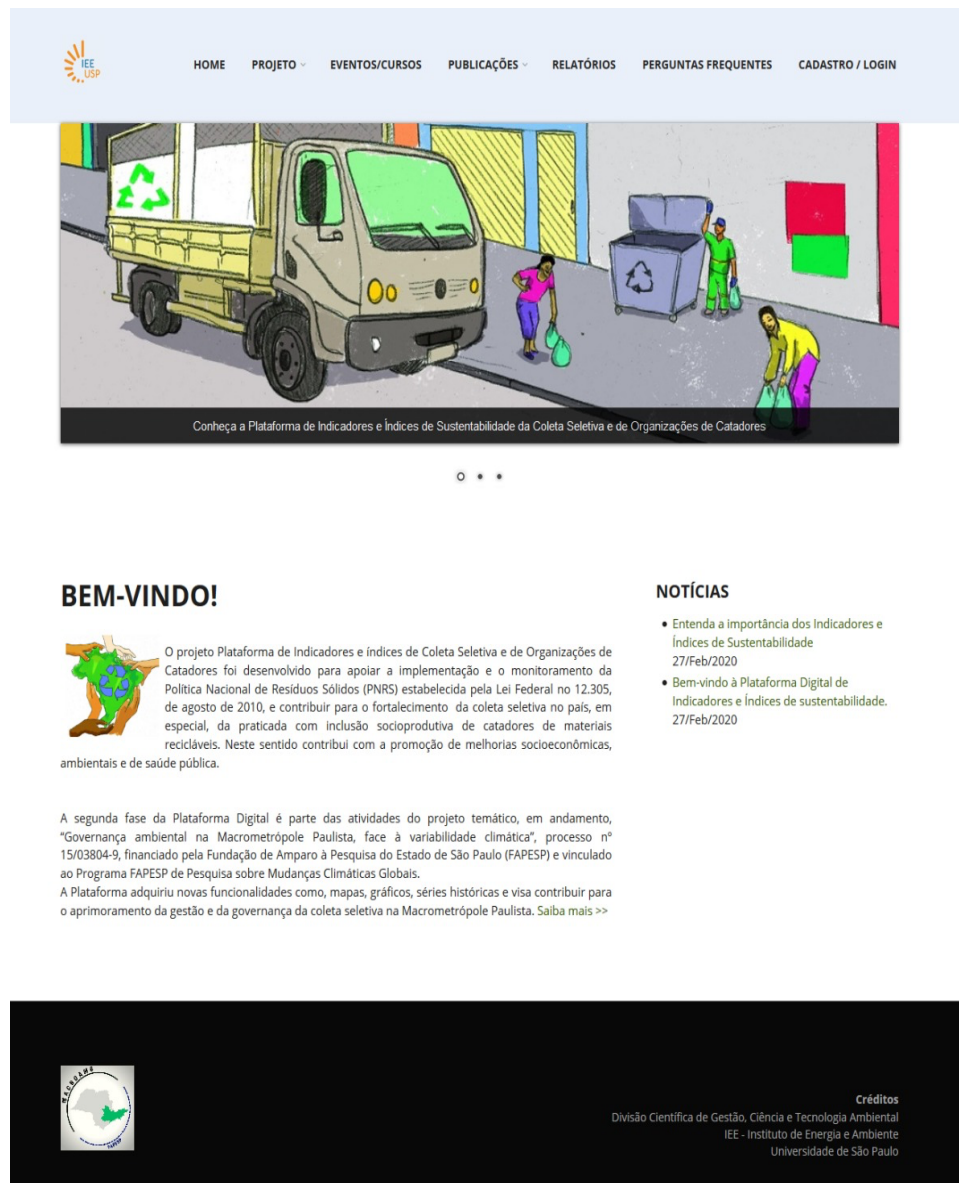 IEE
USP
HOME PROJETO EVENTOS/CURSOS PUBLICAÇÕES RELATÓRIOS PERGUNTAS FREQUENTES CADASTRO / LOGIN
Conheça a Plataforma de Indicadores e Índices de Sustentabilidade da Coleta Seletiva e de Organizações de Catadores
BEM-VINDO!
O projeto Plataforma de Indicadores e índices de Coleta Seletiva e de Organizações de
Catadores foi desenvolvido para apoiar a implementação e o monitoramento da
Política Nacional de Resíduos Sólidos (PNRS) estabelecida pela Lei Federal no 12.305,
de agosto de 2010, e contribuir para o fortalecimento da coleta seletiva no país, em
especial, da praticada com inclusão socioprodutiva de catadores de materiais
recicláveis. Neste sentido contribui com a promoção de melhorias socioeconômicas,
ambientais e de saúde pública.
A segunda fase da Plataforma Digital é parte das atividades do projeto temático, em andamento,
“Governança ambiental na Macrometrópole Paulista, face à variabilidade climática”, processo nº
15/03804-9, financiado pela Fundação de Amparo à Pesquisa do Estado de São Paulo (FAPESP) e vinculado
ao Programa FAPESP de Pesquisa sobre Mudanças Climáticas Globais.
A Plataforma adquiriu novas funcionalidades como, mapas, gráficos, séries históricas e visa contribuir para
o aprimoramento da gestão e da governança da coleta seletiva na Macrometrópole Paulista. Saiba mais >>
NOTÍCIAS
Entenda a importância dos Indicadores e
Índices de Sustentabilidade
27/Feb/2020
Bem-vindo à Plataforma Digital de
Indicadores e Índices de sustentabilidade.
27/Feb/2020
MACROAMB
FAPESP
Créditos
Divisão Científica de Gestão, Ciência e Tecnologia Ambiental
IEE - Instituto de Energia e Ambiente
Universidade de São Paulo